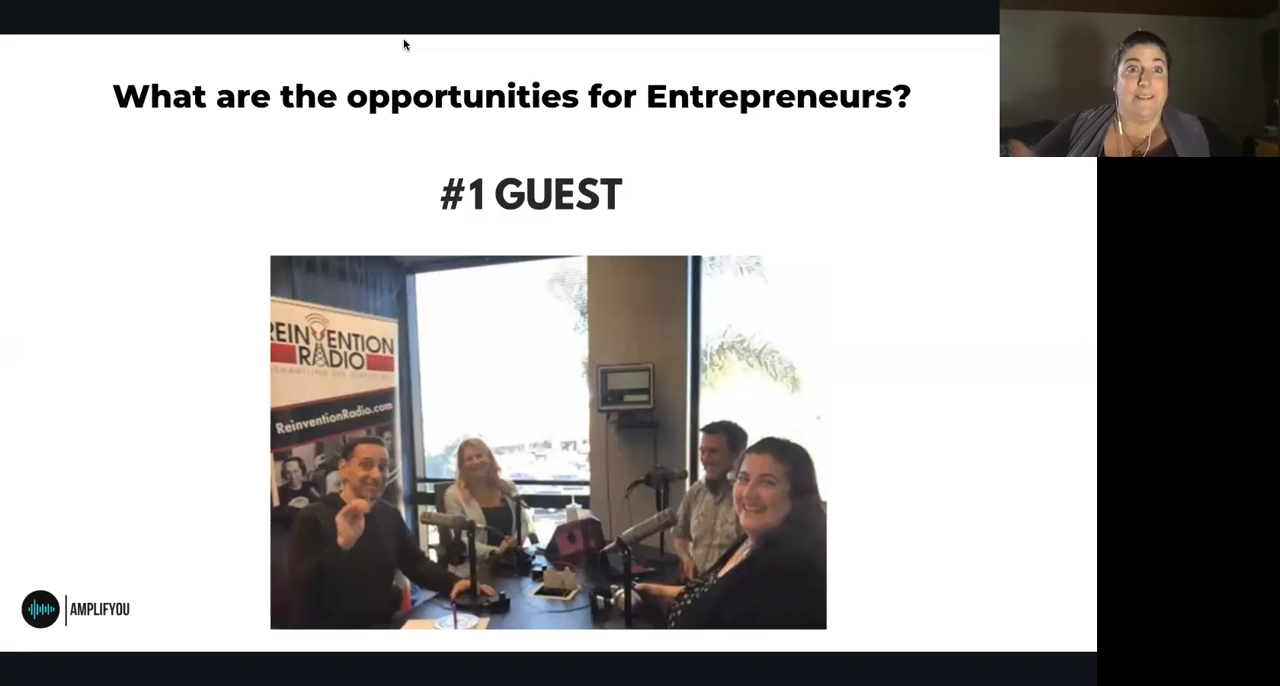 What are the opportunities for Entrepreneurs?
#1 GUEST
REINVENTION
RADIO
ReinventionRadio.com
AMPLIFYOU